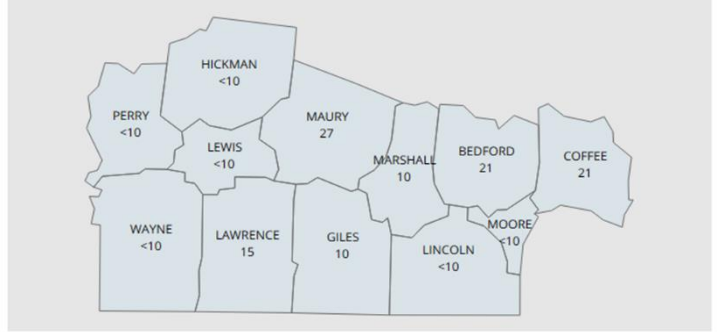 HICKMAN
<10
PERRY
<10
MAURY
27
LEWIS
<10
MARSHALL
10
BEDFORD
21
COFFEE
21
WAYNE
<10
LAWRENCE
15
GILES
10
LINCOLN
<10
MOORE
<10